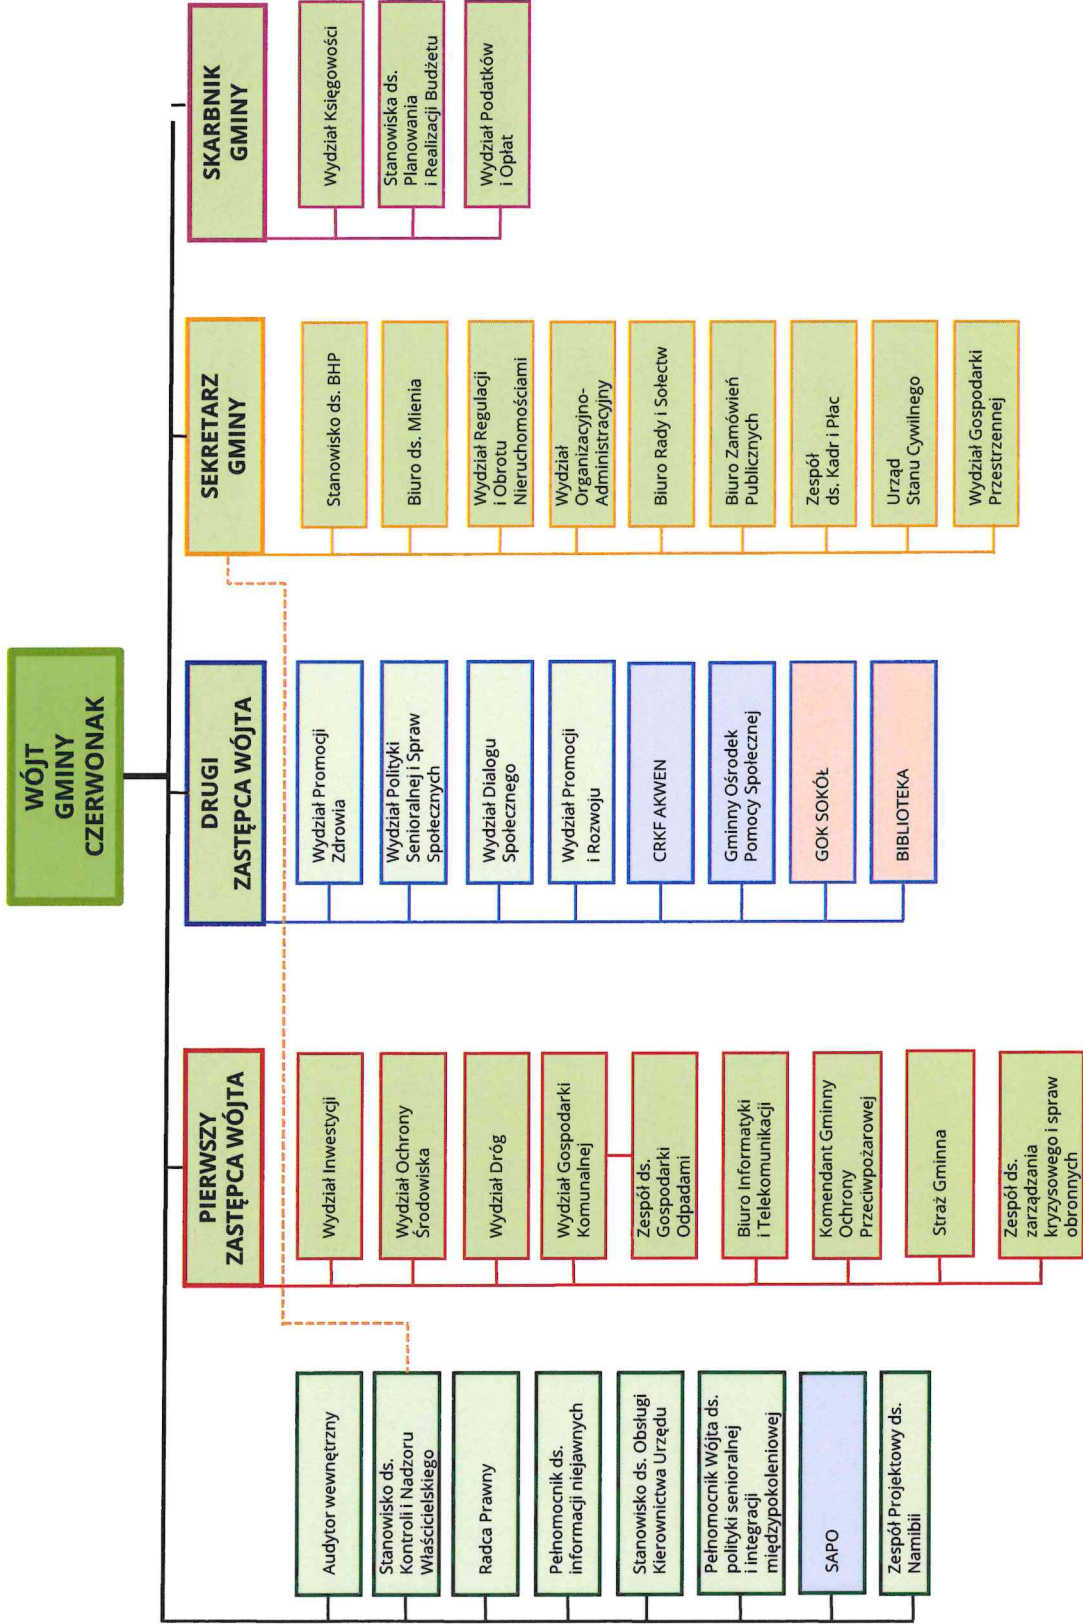 WÓJT
GMINY
CZERWONAK
Audytor wewnętrzny
Stanowisko ds.
Kontroli i Nadzoru
Właścicielskiego
Radca Prawny
Pełnomocnik ds.
informacji niejawnych
Stanowisko ds. Obsługi
Kierownictwa Urzędu
Pełnomocnik Wójta ds.
polityki senioralnej
i integracji
międzypokoleniowej
SAPO
Zespół Projektowy ds.
Namibii
PIERWSZY
ZASTĘPCA WÓJTA
Wydział Inwestycji
Wydział Ochrony
Środowiska
Wydział Dróg
Wydział Gospodarki
Komunalnej
Zespół ds.
Gospodarki
Odpadami
Biuro Informatyki
i Telekomunikacji
Komendant Gminny
Ochrony
Przeciwpożarowej
Straż Gminna
Zespół ds.
zarządzania
kryzysowego i spraw
obronnych
DRUGI
ZASTĘPCA WÓJTA
Wydział Promocji
Zdrowia
Wydział Polityki
Senioralnej i Spraw
Społecznych
Wydział Dialogu
Społecznego
Wydział Promocji
i Rozwoju
CRKF AKWEN
Gminny Ośrodek
Pomocy Społecznej
GOK SOKÓŁ
BIBLIOTEKA
SEKRETARZ
GMINY
Stanowisko ds. BHP
Biuro ds. Mienia
Wydział Regulacji
i Obrotu
Nieruchomościami
Wydział
Organizacyjno-
Administracyjny
Biuro Rady i Sołectw
Biuro Zamówień
Publicznych
Zespół
ds. Kadr i Płac
Urząd
Stanu Cywilnego
Wydział Gospodarki
Przestrzennej
SKARBNIK
GMINY
Wydział Księgowości
Stanowiska ds.
Planowania
i Realizacji Budżetu
Wydział Podatków
i Opłat